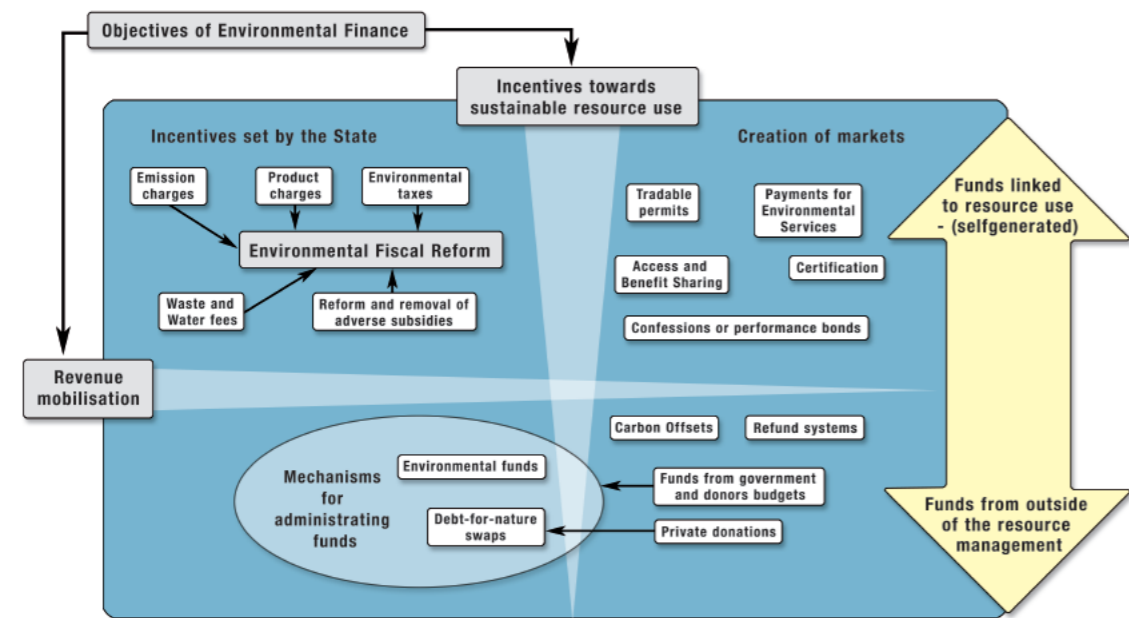 Objectives of Environmental Finance
Incentives towards
sustainable resource use
Incentives set by the State
Creation of markets
Emission
charges
Product
charges
Environmental
taxes
Environmental Fiscal Reform
Waste and
Water fees
Reform and removal of
adverse subsidies
Tradable
permits
Payments for
Environmental
Services
Access and
Benefit Sharing
Certification
Confessions or performance bonds
Funds linked
to resource use
- (selfgenerated)
Revenue
mobilisation
Carbon Offsets
Refund systems
Mechanisms
for
administrating
funds
Environmental funds
Debt-for-nature
swaps
Funds from government
and donors budgets
Private donations
Funds from outside
of the resource
management